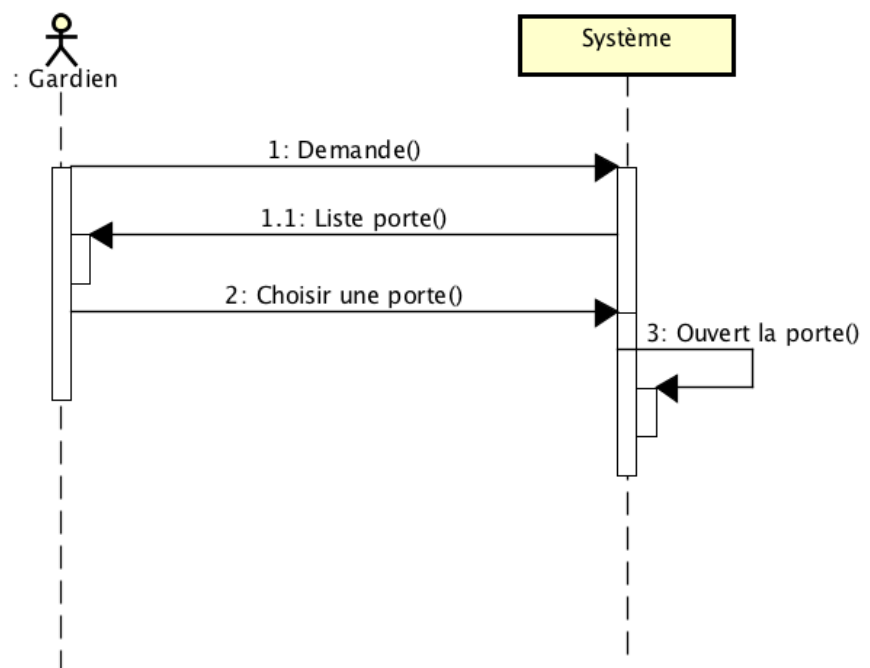 : Gardien
Système
1: Demande()
1.1: Liste porte()
2: Choisir une porte()
3: Ouvert la porte()